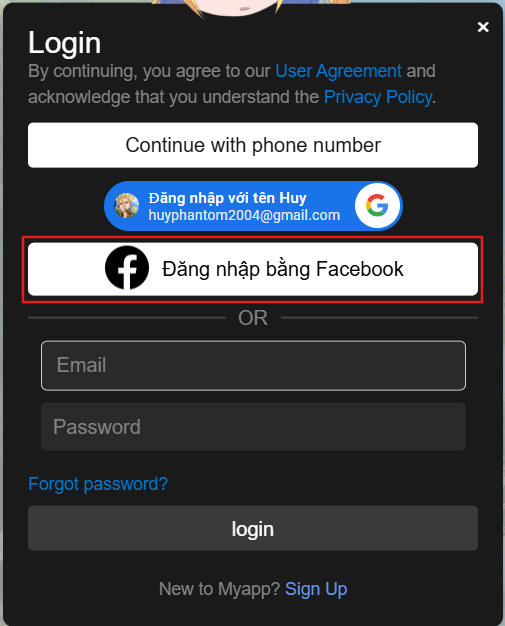 ×
Login
By continuing, you agree to our User Agreement and
acknowledge that you understand the Privacy Policy.
Continue with phone number
Đăng nhập với tên Huy
huyphantom2004@gmail.com
Đăng nhập bằng Facebook
OR
Email
Password
Forgot password?
login
New to Myapp? Sign Up